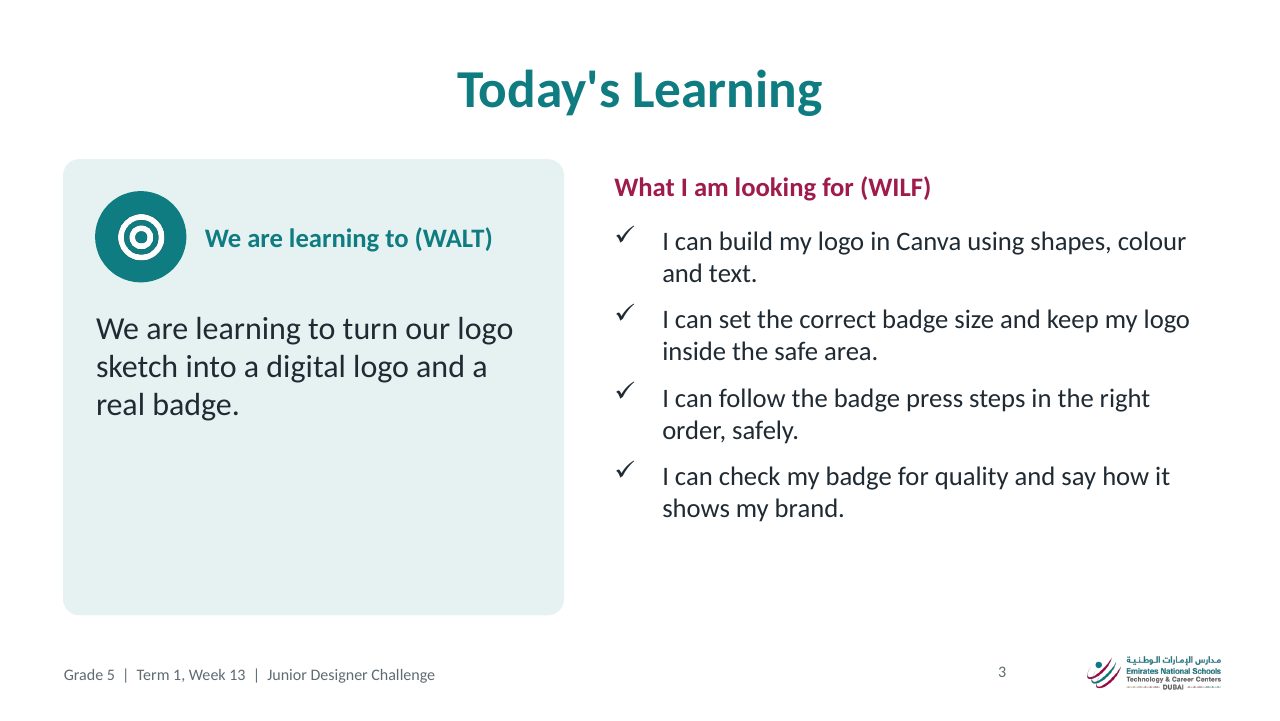 Today's Learning
We are learning to (WALT)
We are learning to turn our logo
sketch into a digital logo and a
real badge.
What I am looking for (WILF)
✓ I can build my logo in Canva using shapes, colour
and text.
✓ I can set the correct badge size and keep my logo
inside the safe area.
✓ I can follow the badge press steps in the right
order, safely.
✓ I can check my badge for quality and say how it
shows my brand.
Grade 5 | Term 1, Week 13 | Junior Designer Challenge
3
مدارس الإمارات الوطنية
Emirates National Schools
Technology & Career Centers
DUBAI